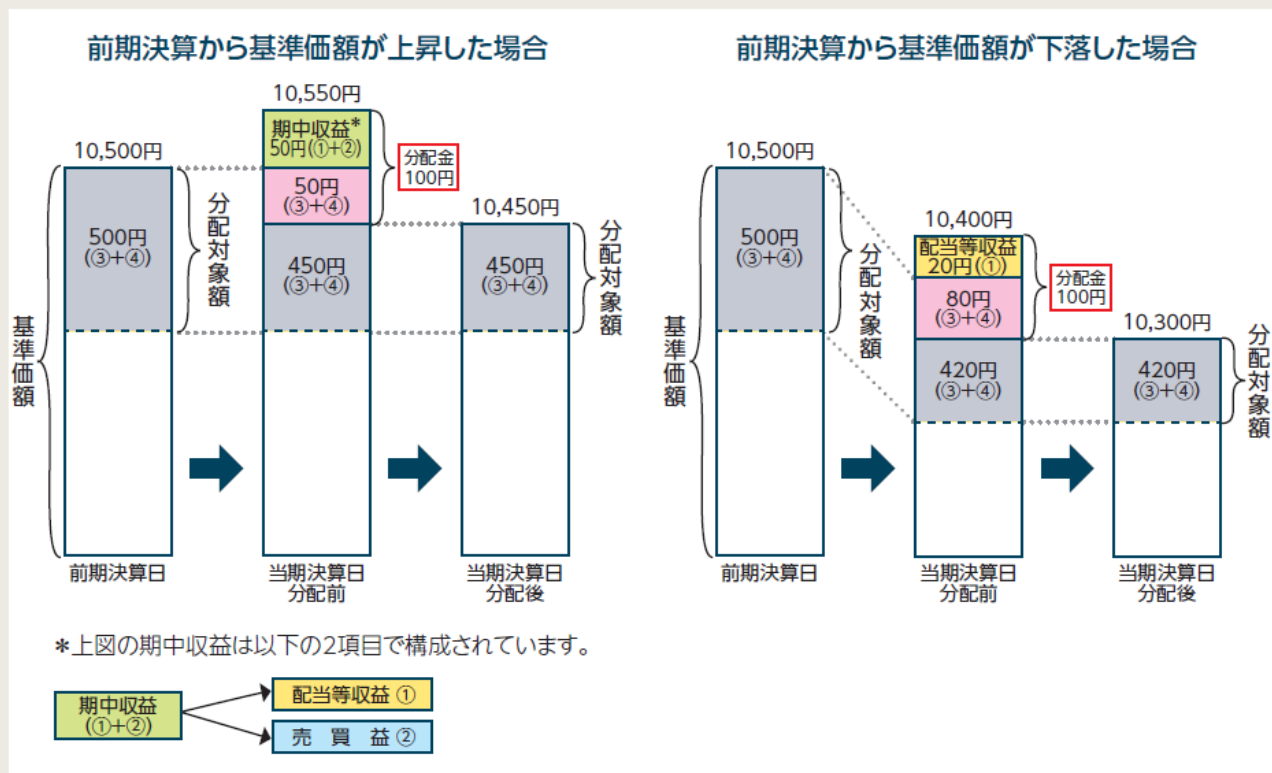 前期決算から基準価額が上昇した場合
10,500円
500円
(③+④)
分配対象額
基準価額
前期決算日
10,550円
期中収益*
50円(①+②)
50円
(③+④)
450円
(③+④)
分配金
100円
当期決算日
分配前
10,450円
450円
(③+④)
分配対象額
当期決算日
分配後
前期決算から基準価額が下落した場合
10,500円
500円
(③+④)
分配対象額
基準価額
前期決算日
10,400円
配当等収益
20円(①)
80円
(③+④)
420円
(③+④)
分配金
100円
当期決算日
分配前
10,300円
420円
(③+④)
分配対象額
当期決算日
分配後
*上図の期中収益は以下の2項目で構成されています。
期中収益
(①+②)
配当等収益 ①
売 買 益 ②